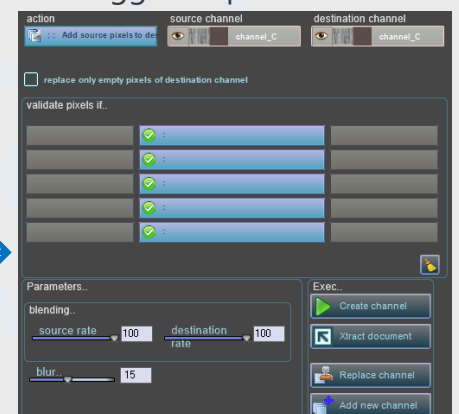 action source channel destination channel
: : Add source pixels to de channel_C channel_C
replace only empty pixels of destination channel
validate pixels if..
:
:
:
:
:
Parameters.. Exec..
blending.. Create channel
source rate 100 destination rate 100
Xtract document
blur.. 15 Replace channel
Add new channel